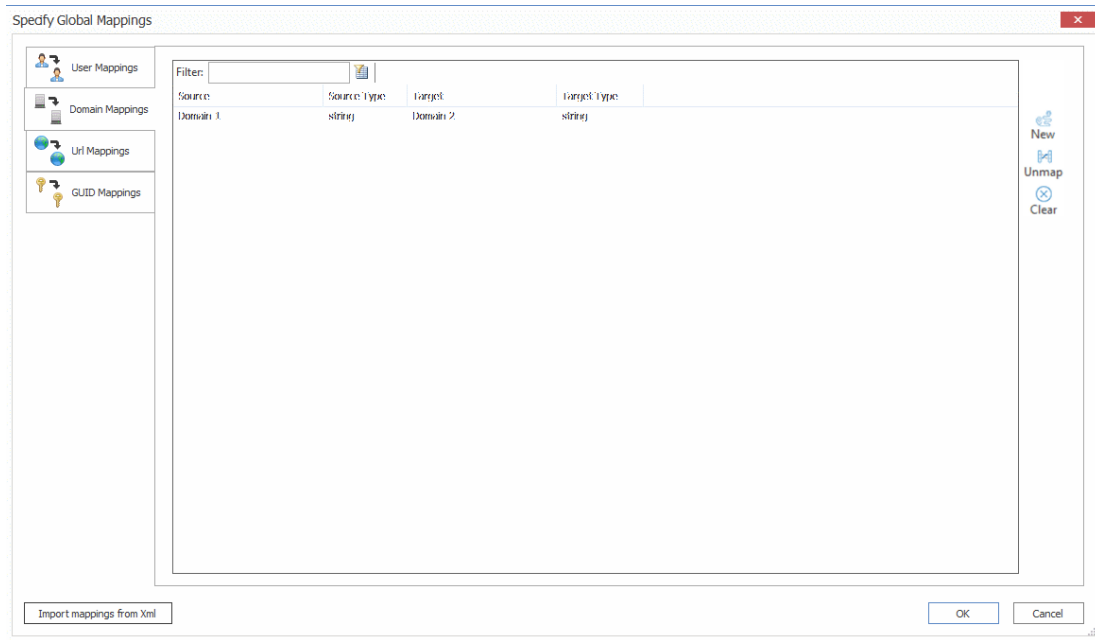 Specify Global Mappings
User Mappings
Domain Mappings
Url Mappings
GUID Mappings
Filter:
Source Source Type Target Target Type
Domain 1 string Domain 2 string
New
Unmap
Clear
Import mappings from Xml
OK Cancel